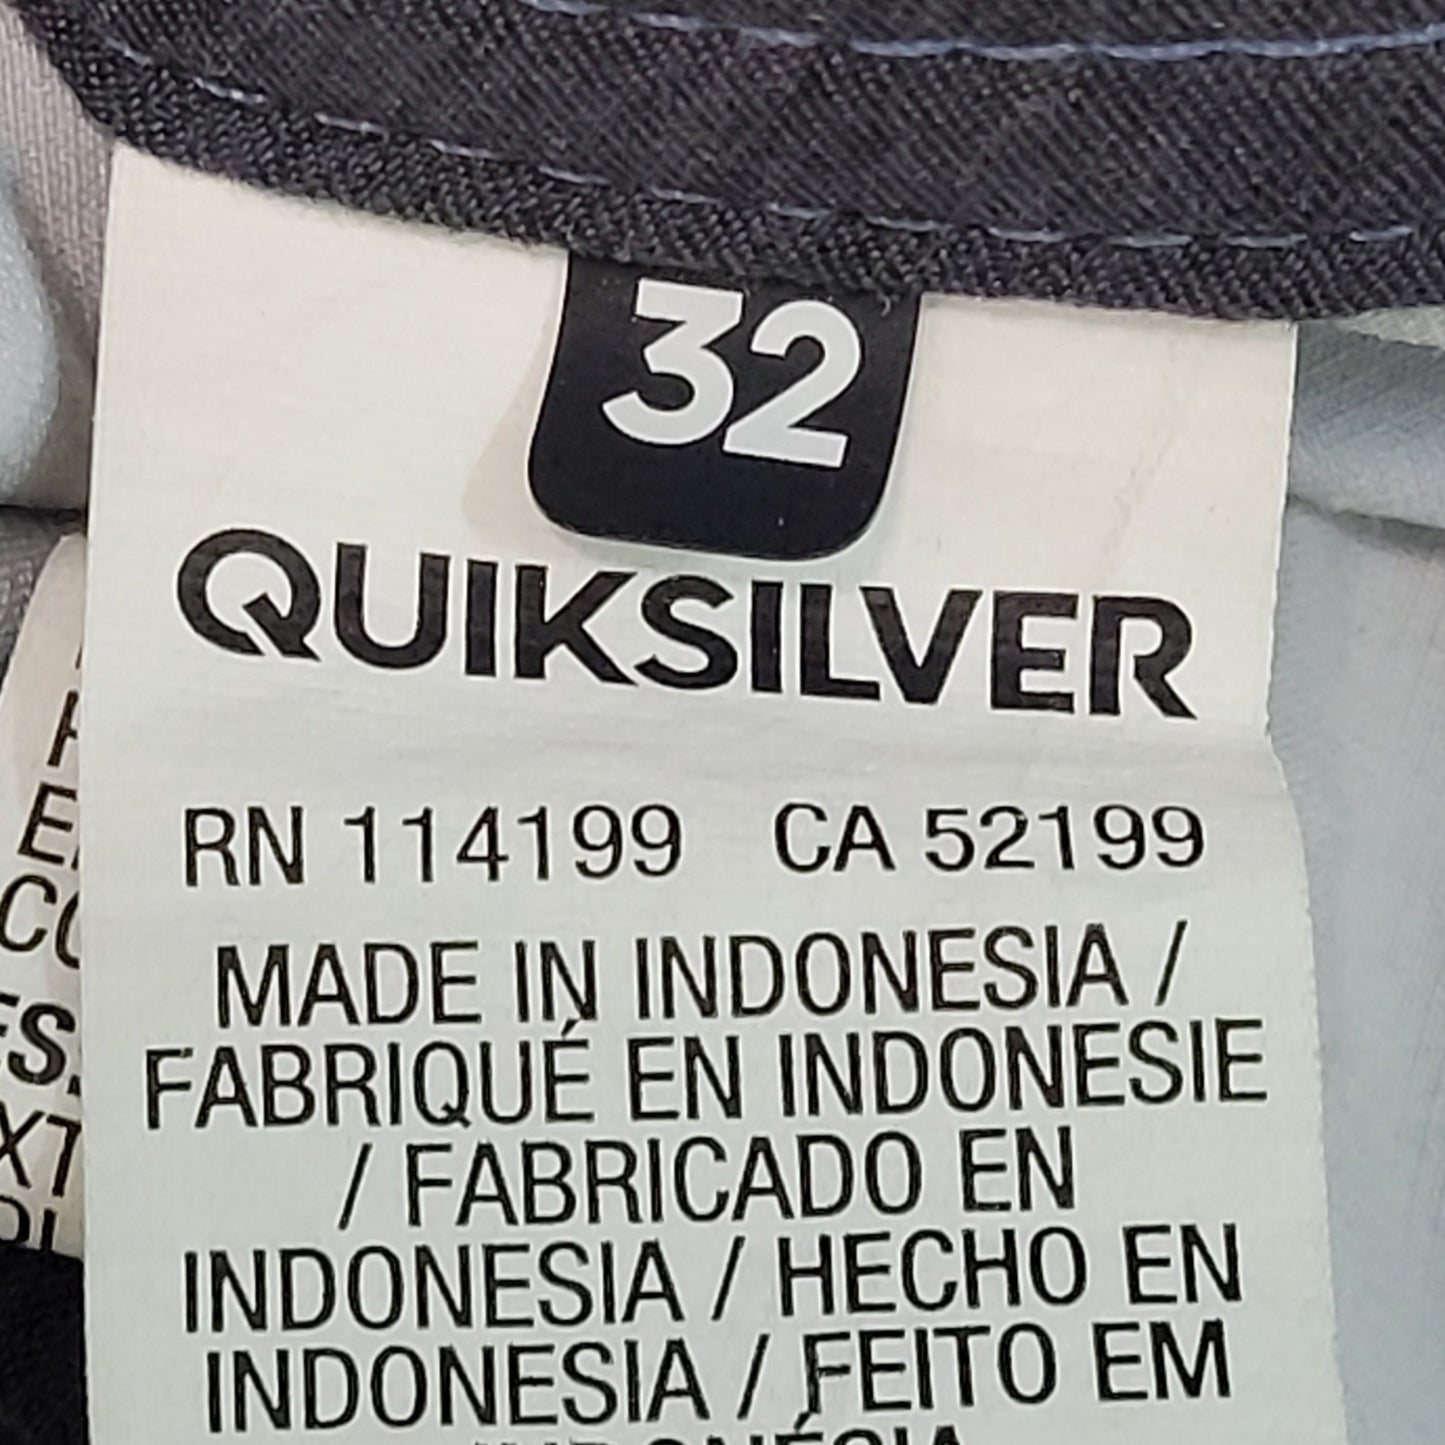 32
QUIKSILVER
RN 114199 CA 52199
MADE IN INDONESIA /
FABRIQUÉ EN INDONESIE
/ FABRICADO EN
INDONESIA / HECHO EN
INDONESIA / FEITO EM